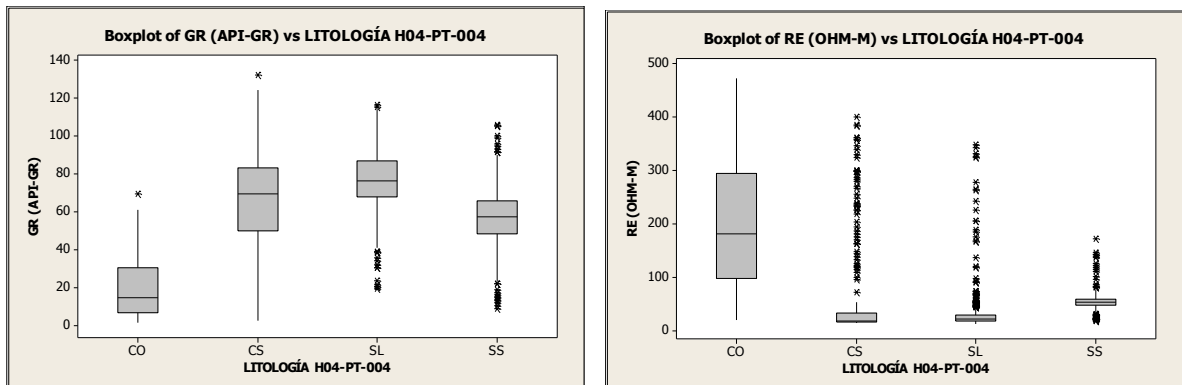 Boxplot of GR (API-GR) vs LITOLOGÍA H04-PT-004
140
120
100
80
60
40
20
0
GR (API-GR)
CO CS SL SS
LITOLOGÍA H04-PT-004
Boxplot of RE (OHM-M) vs LITOLOGÍA H04-PT-004
500
400
300
200
100
0
RE (OHM-M)
CO CS SL SS
LITOLOGÍA H04-PT-004